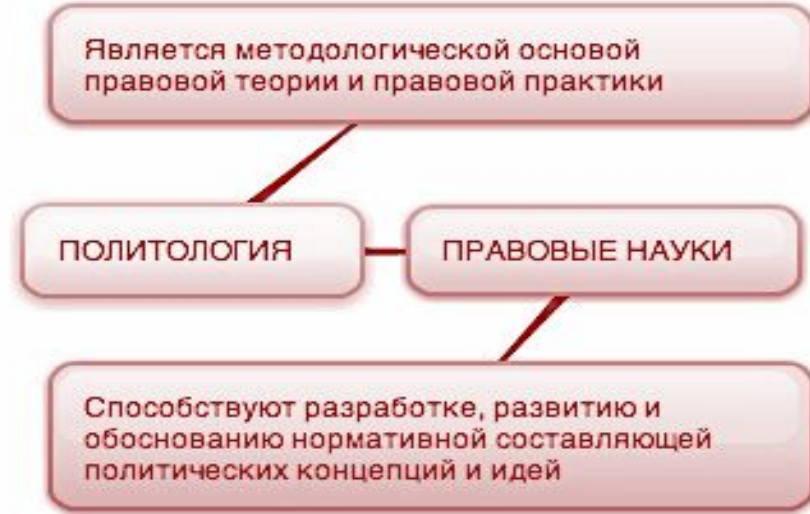 Является методологической основой
правовой теории и правовой практики
ПОЛИТОЛОГИЯ
ПРАВОВЫЕ НАУКИ
Способствуют разработке, развитию и
обоснованию нормативной составляющей
политических концепций и идей